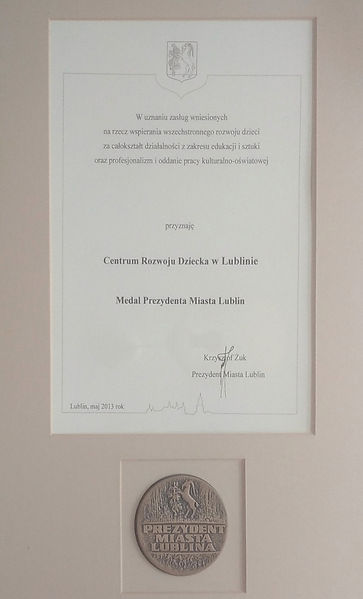 W uznaniu zasług wniesionych
na rzecz wspierania wszechstronnego rozwoju dzieci
za całokształt działalności z zakresu edukacji i sztuki
oraz profesjonalizm i oddanie pracy kulturalno-oświatowej
przyznaję
Centrum Rozwoju Dziecka w Lublinie
Medal Prezydenta Miasta Lublin
Krzysztof Żuk
Prezydent Miasta Lublin
Lublin, maj 2013 rok
PREZYDENT
MIASTA
LUBLINA